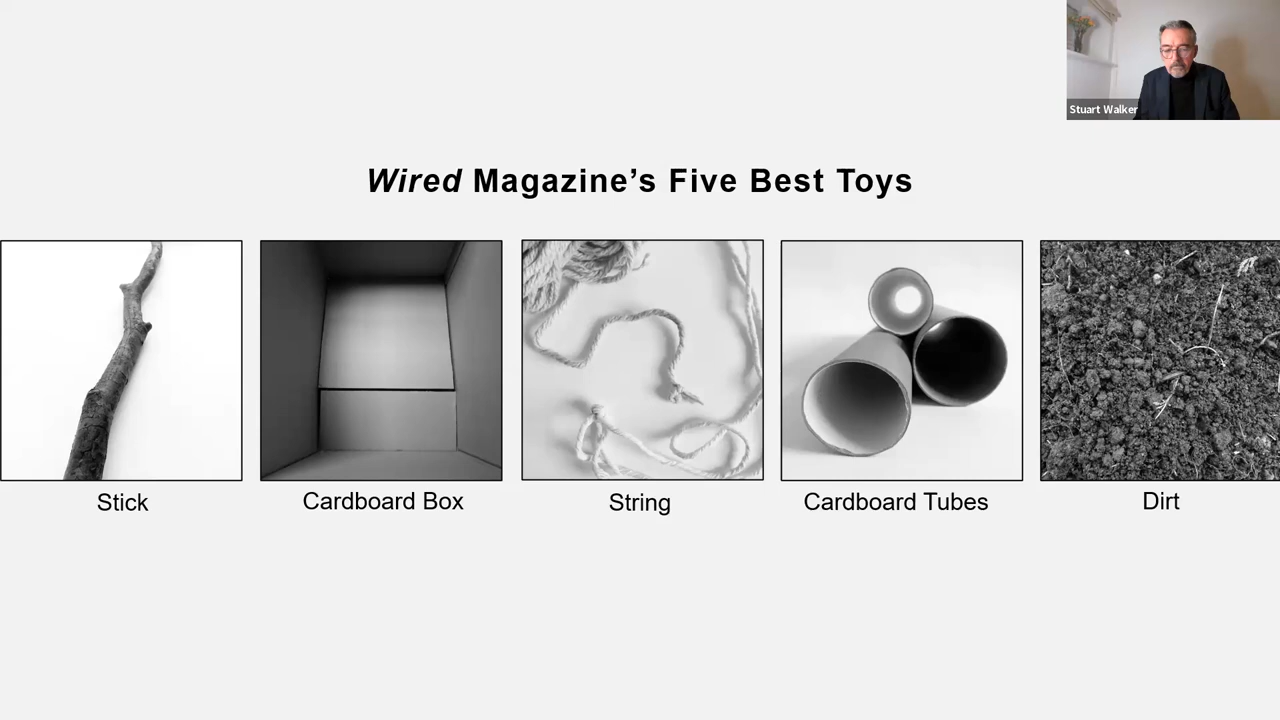 Stuart Walker
Wired Magazine’s Five Best Toys
Stick
Cardboard Box
String
Cardboard Tubes
Dirt